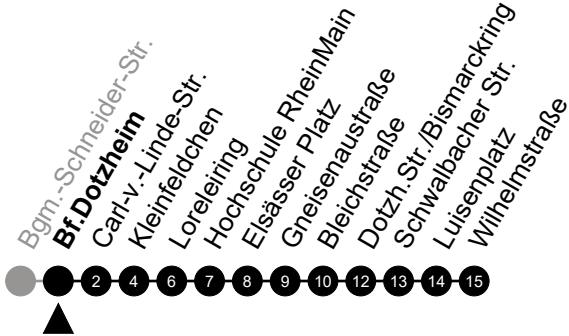 Bgm.-Schneider-Str.
Bf.Dotzheim
Carl-v.-Linde-Str.
Kleinfeldchen
Loreleiring
Hochschule RheinMain
Elsässer Platz
Gneisenaustraße
Bleichstraße
Dotzh.Str./Bismarckring
Schwalbacher Str.
Luisenplatz
Wilhelmstraße
2 4 6 7 8 9 10 12 13 14 15